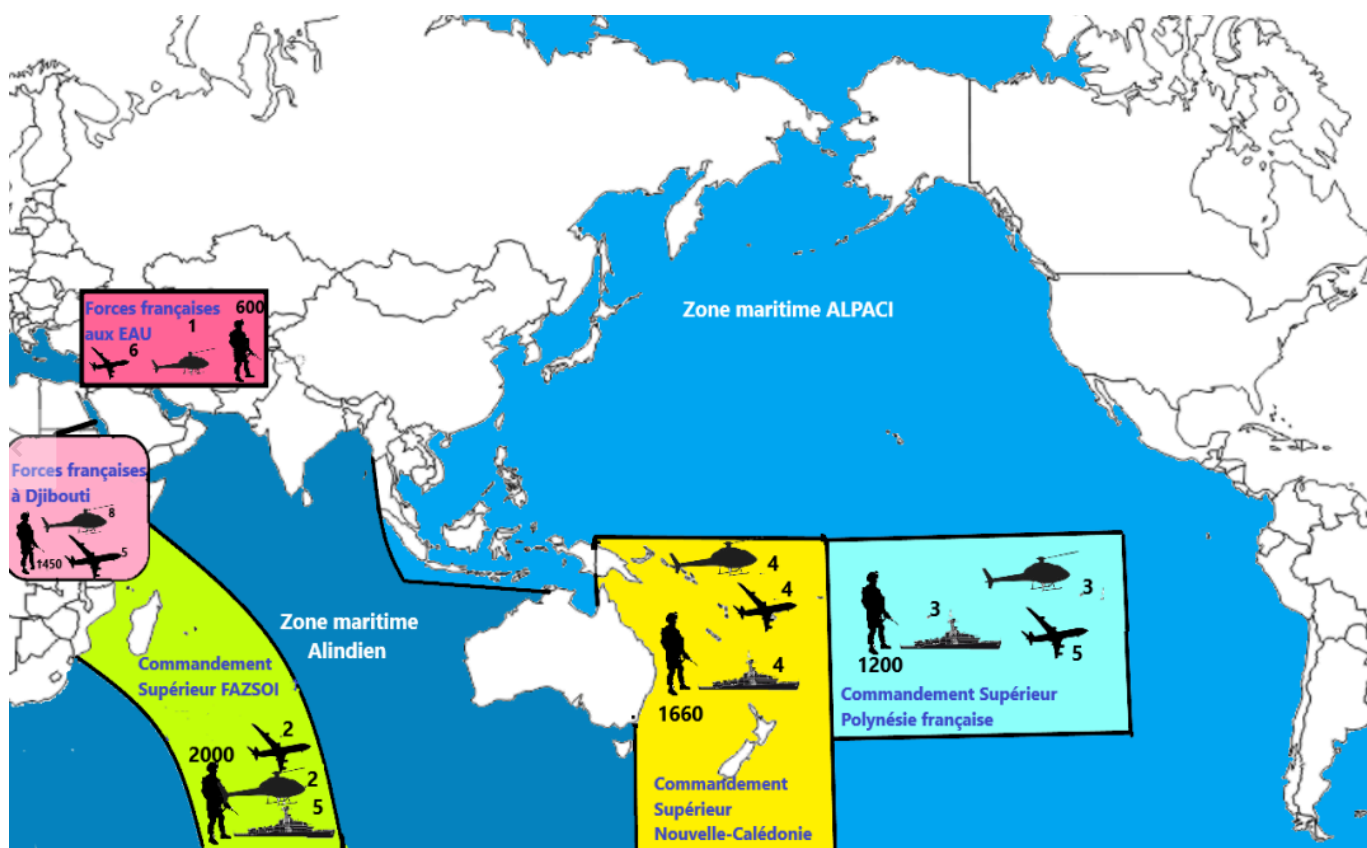 Zone maritime ALPACI
Forces françaises
aux EAU
600
1
6
Forces françaises
à Djibouti
8
1450
5
Zone maritime
Alindien
Commandement
Supérieur FAZSOI
2000
2
2
5
4
4
4
1660
Commandement
Supérieur
Nouvelle-Calédonie
3
3
5
1200
Commandement Supérieur
Polynésie française